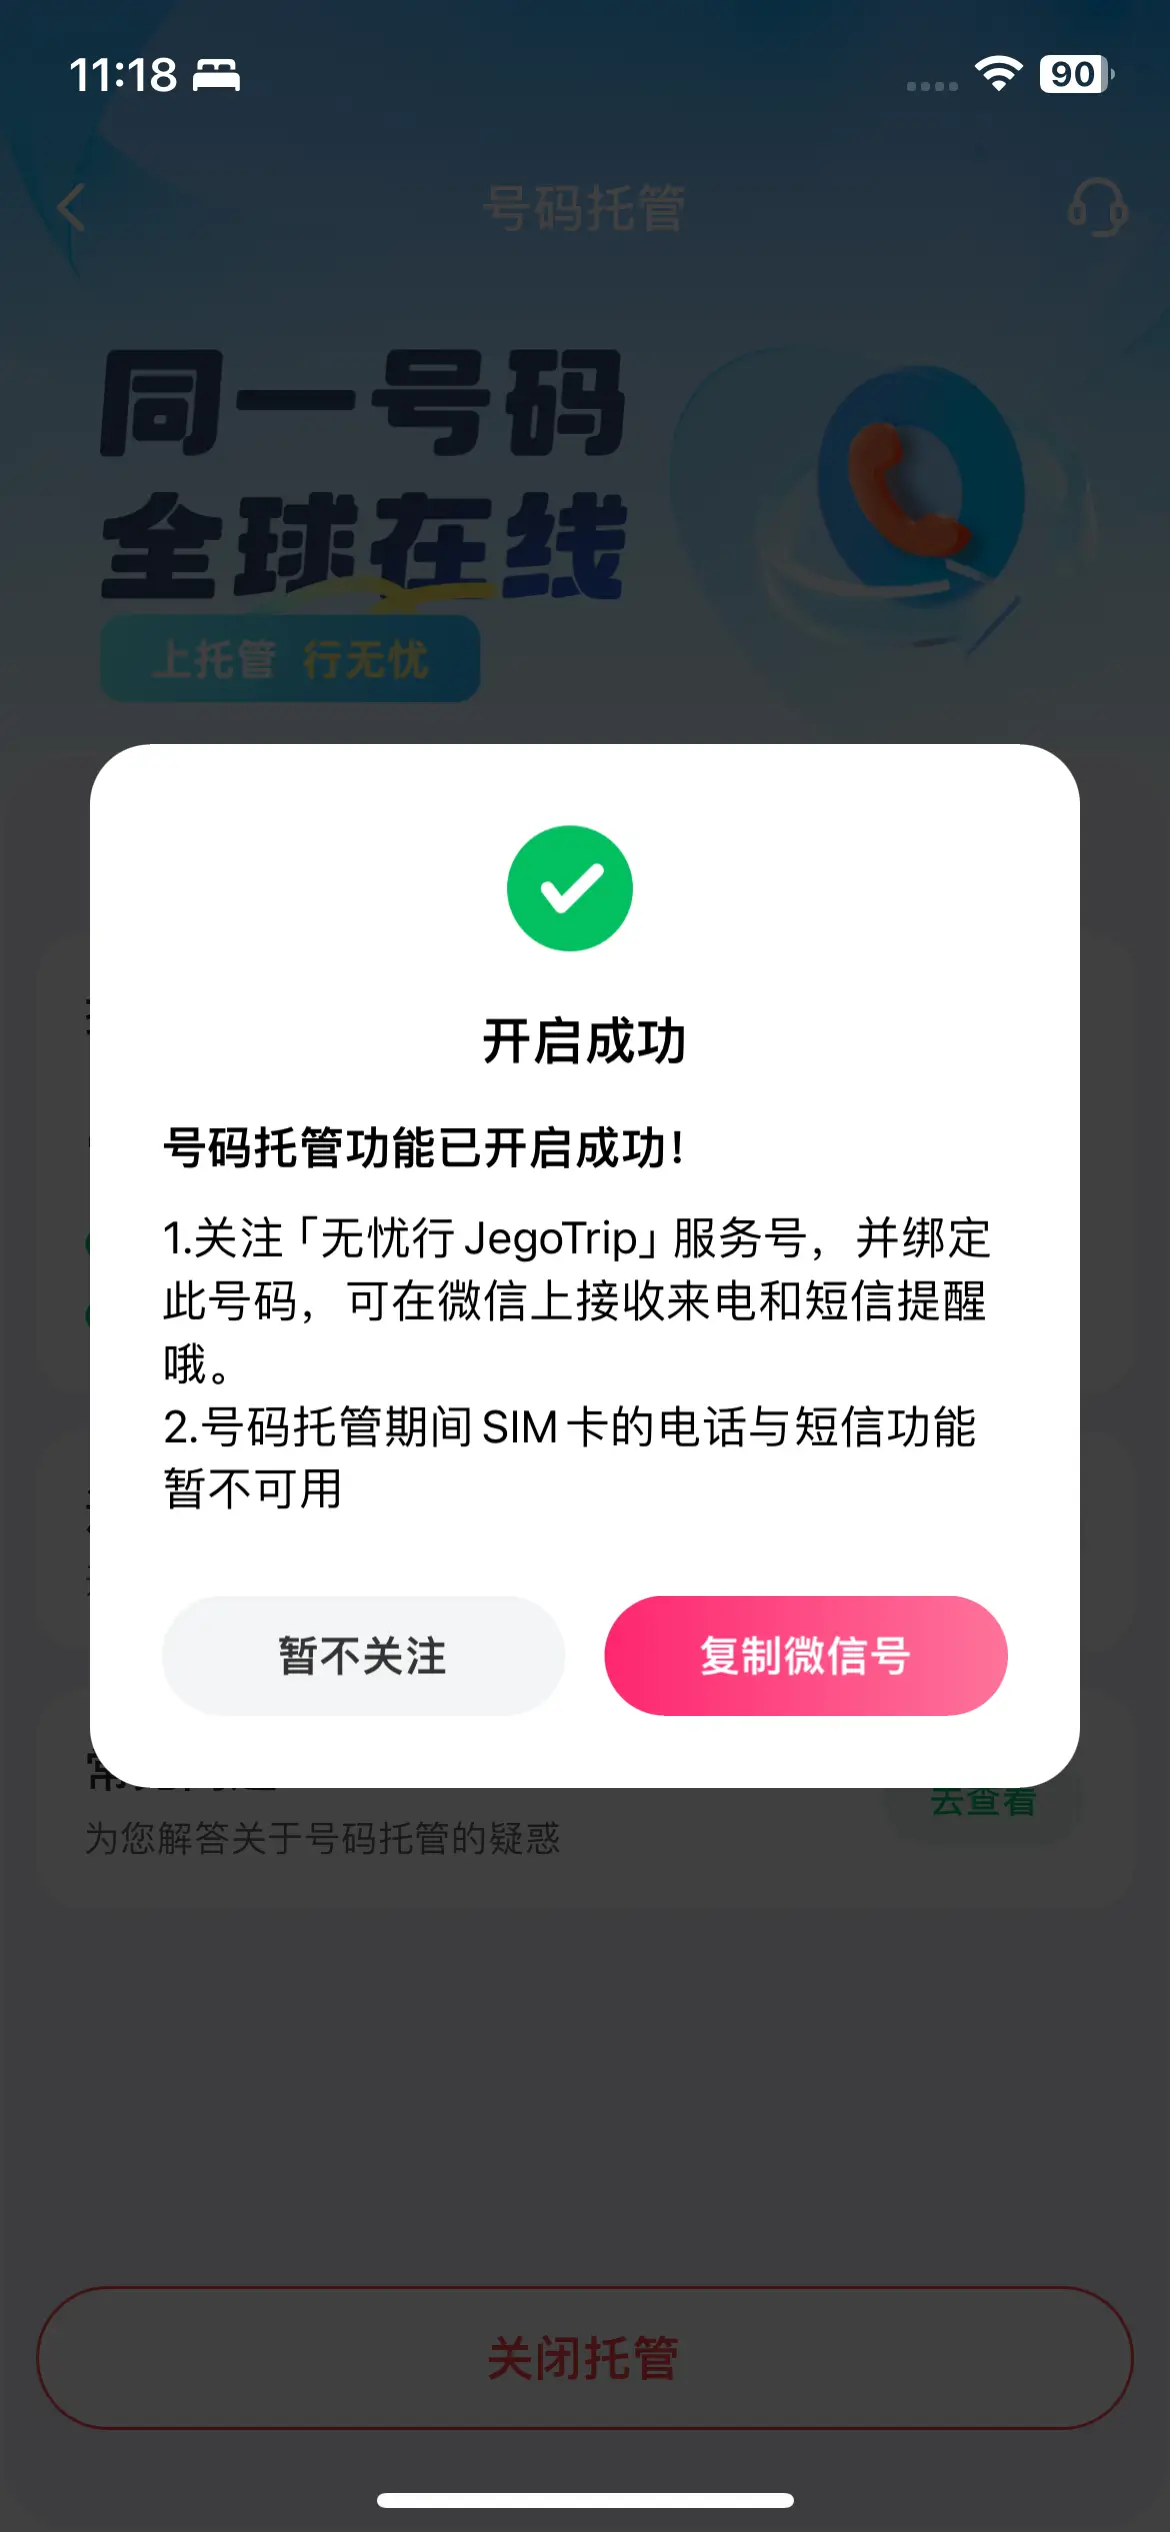 11:18
90
号码托管
同一号码
全球在线
上托管 行无忧
开启成功
号码托管功能已开启成功！
1.关注「无忧行 JegoTrip」服务号，并绑定
此号码，可在微信上接收来电和短信提醒
哦。
2.号码托管期间 SIM 卡的电话与短信功能
暂不可用
暂不关注
复制微信号
去查看
为您解答关于号码托管的疑惑
关闭托管